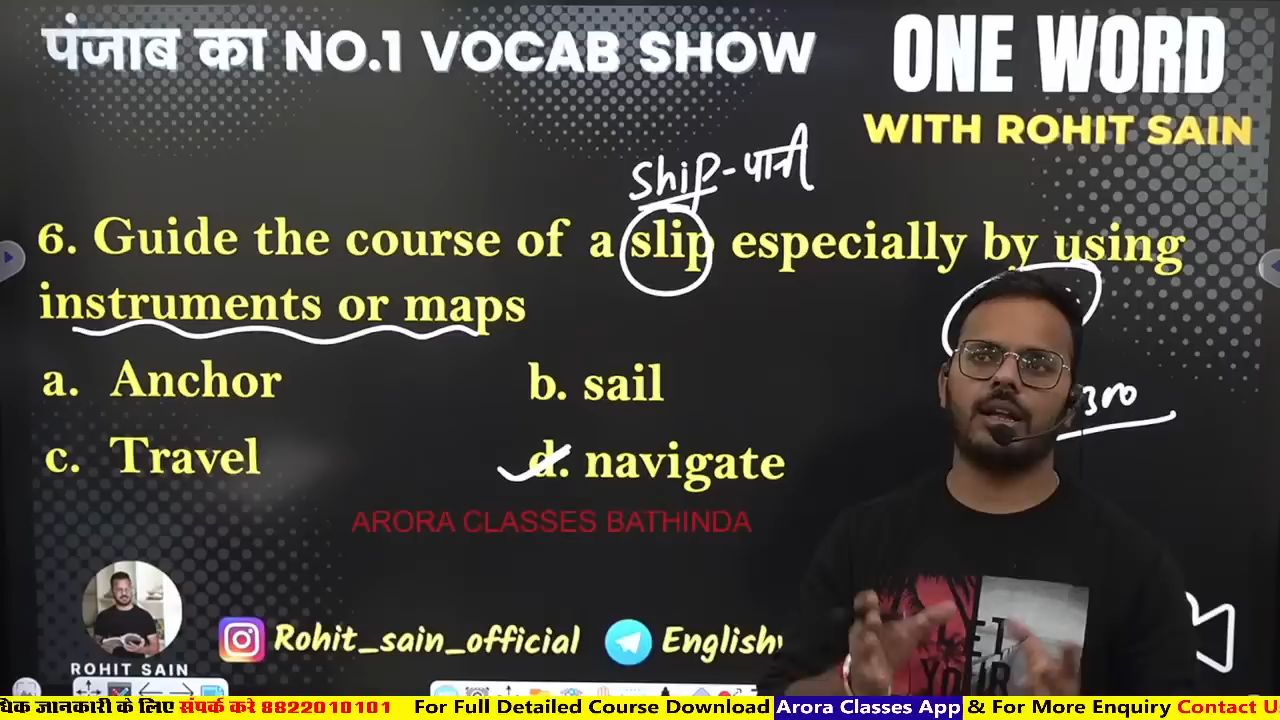 पंजाब का NO.1 VOCAB SHOW
ONE WORD
WITH ROHIT SAIN
Ship - पानी
6. Guide the course of a slip especially by using
instruments or maps
a. Anchor
b. sail
c. Travel
d. navigate
ARORA CLASSES BATHINDA
ROHIT SAIN
Rohit_sain_official
English
धिक जानकारी के लिए संपर्क करे 8822010101 For Full Detailed Course Download Arora Classes App & For More Enquiry Contact U